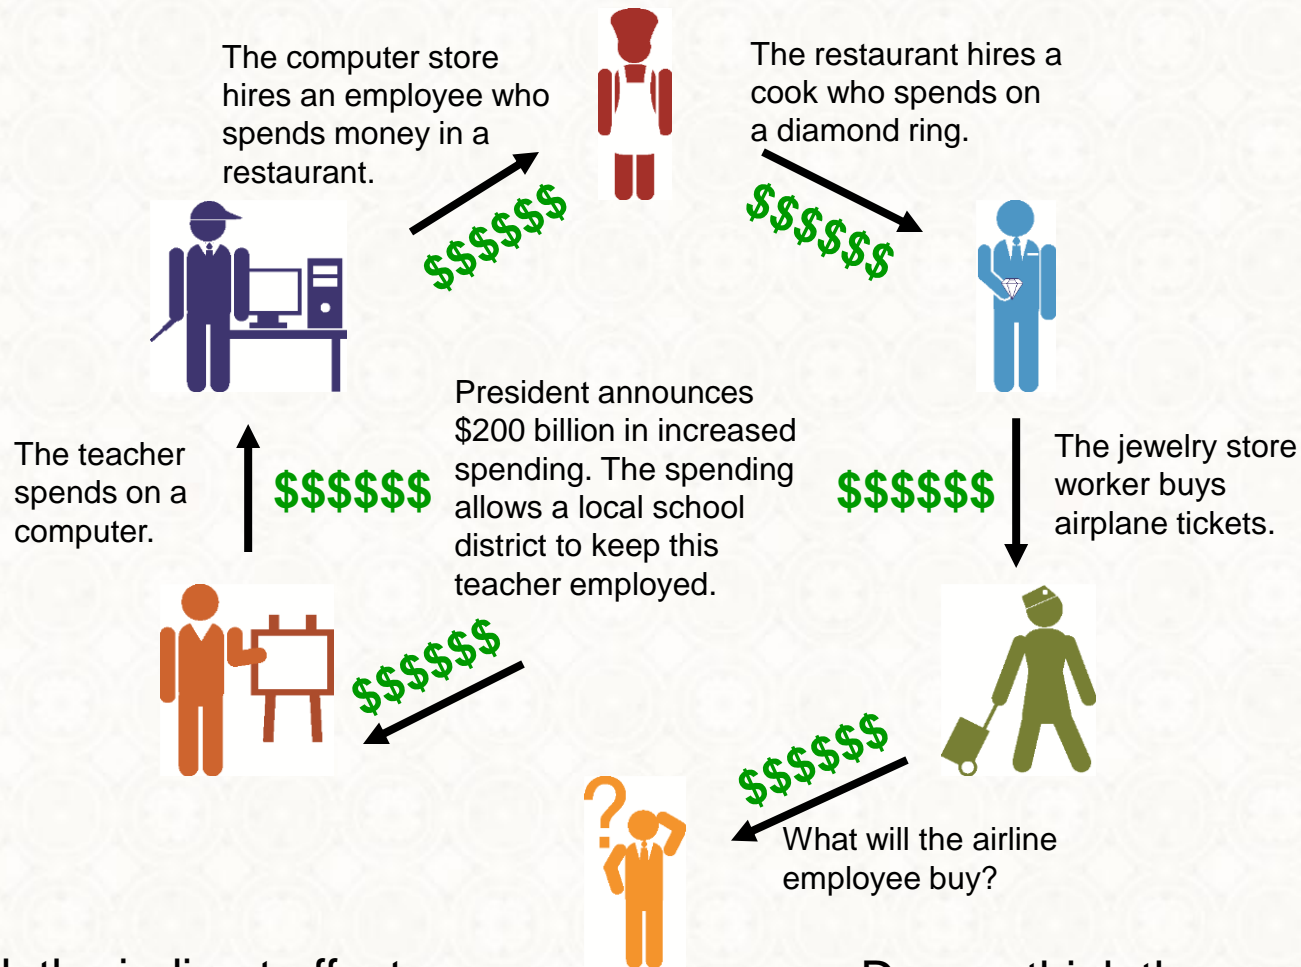 The computer store
hires an employee who
spends money in a
restaurant.
$$$$$$
The restaurant hires a
cook who spends on
a diamond ring.
$$$$$$
The teacher
spends on a
computer.
$$$$$$
President announces
$200 billion in increased
spending. The spending
allows a local school
district to keep this
teacher employed.
$$$$$$
$$$$$$
The jewelry store
worker buys
airplane tickets.
$$$$$$
?
What will the airline
employee buy?